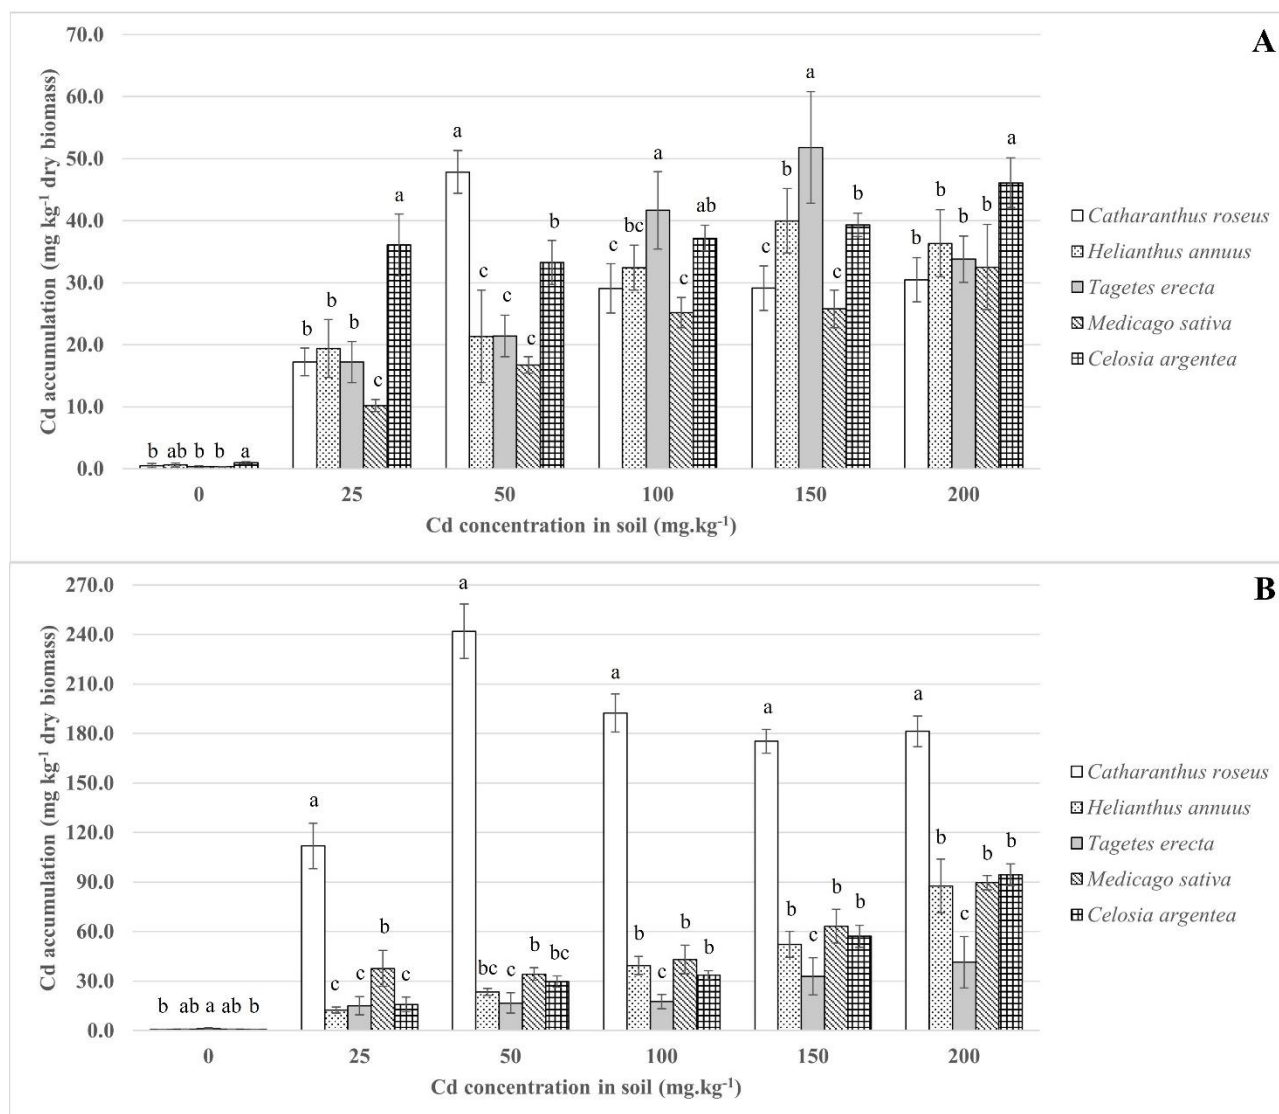 A
70.0
60.0
50.0
40.0
30.0
20.0
10.0
0.0
Cd accumulation (mg kg⁻¹ dry biomass)
b ab b b a
b b b c a
a c c c b
c bc a c ab
c b a c b
b b b b a
0 25 50 100 150 200
Cd concentration in soil (mg.kg⁻¹)
Catharanthus roseus
Helianthus annuus
Tagetes erecta
Medicago sativa
Celosia argentea
B
270.0
240.0
210.0
180.0
150.0
120.0
90.0
60.0
30.0
0.0
Cd accumulation (mg kg⁻¹ dry biomass)
b ab a ab b
a c c b c
a bc c b bc
a b c b b
a b c b b
a b c b b
0 25 50 100 150 200
Cd concentration in soil (mg.kg⁻¹)
Catharanthus roseus
Helianthus annuus
Tagetes erecta
Medicago sativa
Celosia argentea